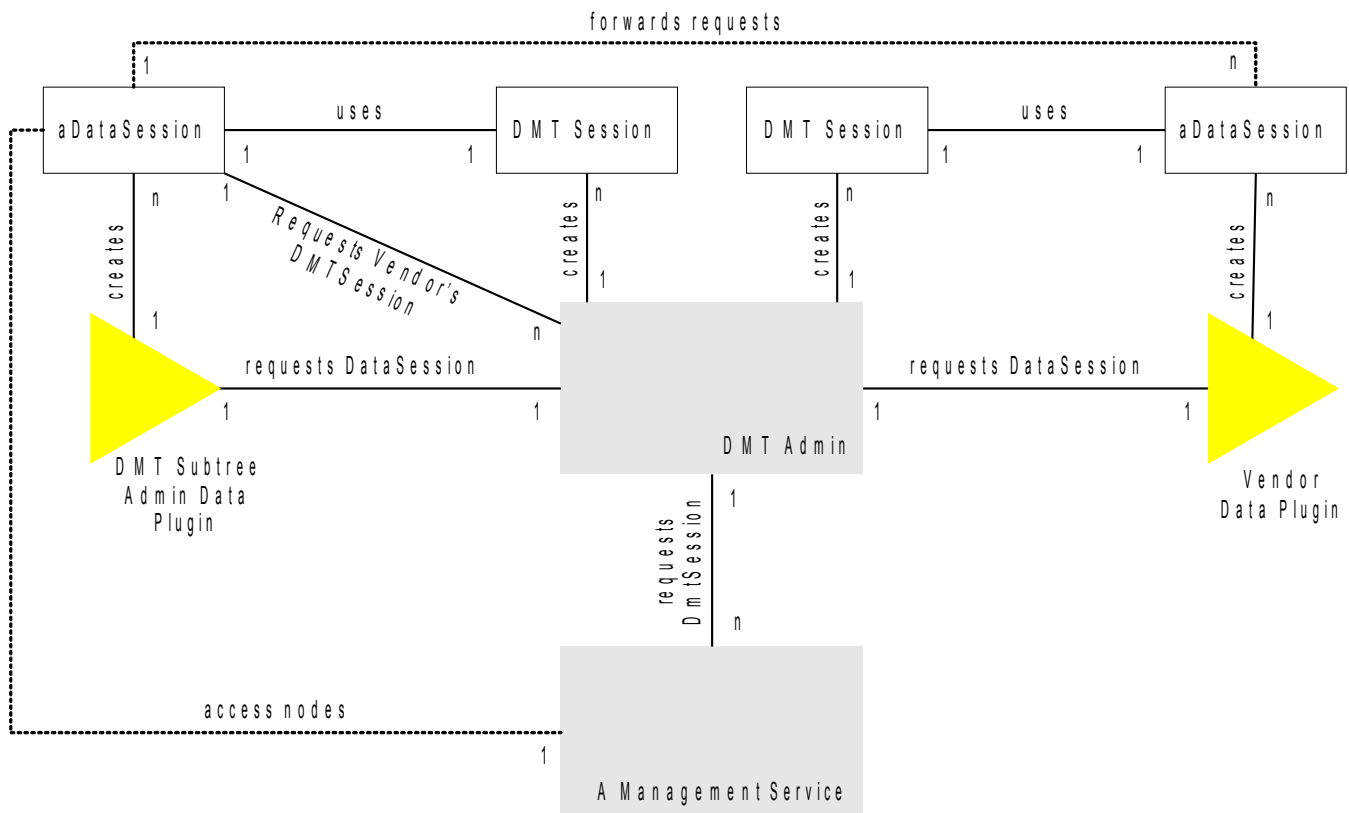 forwards requests
1
n
aDataSession
uses
DMT Session
DMT Session
uses
aDataSession
1
1
1
1
n
1
n
n
n
creates
Requests Vendor's
DMTSession
creates
creates
creates
1
1
1
1
n
requests DataSession
requests DataSession
1
1
1
1
DMT Admin
DMT Subtree
Admin Data
Plugin
Vendor
Data Plugin
1
requests
DmtSession
n
access nodes
1
A Management Service